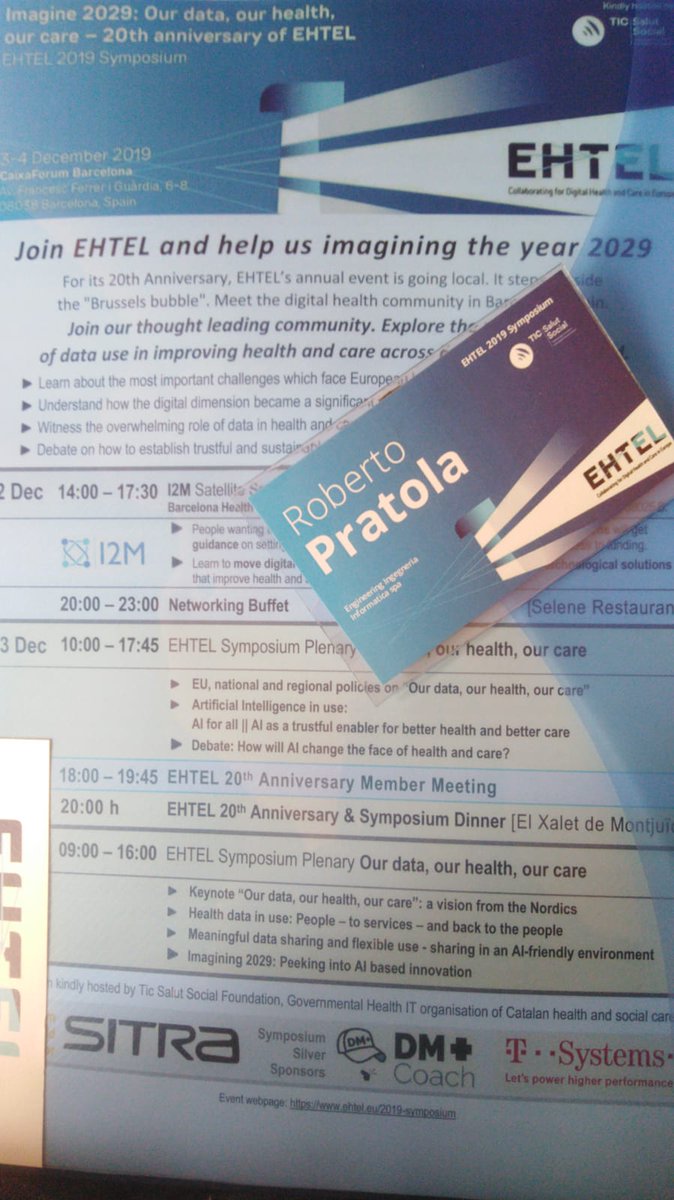 Imagine 2029: Our data, our health,
our care – 20th anniversary of EHTEL
EHTEL 2019 Symposium
Kindly
TIC Salut
Social
3-4 December 2019
CaixaForum Barcelona
Av. Francesc Ferrer i Guàrdia, 6-8
08038 Barcelona, Spain
EHTEL
Collaborating for Digital Health and Care in Europe
Join EHTEL and help us imagining the year 2029
For its 20th Anniversary, EHTEL's annual event is going local. It
the "Brussels bubble". Meet the digital health community in
Join our thought leading community. Explore
of data use in improving health and care across
► Learn about the most important challenges which face European
► Understand how the digital dimension became a significant
► Witness the overwhelming role of data in health and
► Debate on how to establish trustful and
EHTEL 2019 Symposium
TIC Salut
Social
Roberto
Pratola
Engineering Ingegneria
Informatica spa
EHTEL
Collaborating for Digital Health and Care in Europe
2 Dec 14:00 – 17:30 I2M Satellite
Barcelona Health
I2M
► People wanting
guidance on
get
funding.
► Learn to move
technological solutions
that improve health and
20:00 – 23:00 Networking Buffet [Selene Restauran
3 Dec 10:00 – 17:45 EHTEL Symposium Plenary , our health, our care
► EU, national and regional policies on "Our data, our health, our care"
► Artificial Intelligence in use:
AI for all || AI as a trustful enabler for better health and better care
► Debate: How will AI change the face of health and care?
18:00 – 19:45 EHTEL 20th Anniversary Member Meeting
20:00 h EHTEL 20th Anniversary & Symposium Dinner [El Xalet de Montjuïc
09:00 – 16:00 EHTEL Symposium Plenary Our data, our health, our care
► Keynote "Our data, our health, our care": a vision from the Nordics
► Health data in use: People – to services – and back to the people
► Meaningful data sharing and flexible use - sharing in an AI-friendly environment
► Imagining 2029: Peeking into AI based innovation
kindly hosted by Tic Salut Social Foundation, Governmental Health IT organisation of Catalan health and social care
EHTEL
SITRA
Symposium
Silver
Sponsors
DM+
DM+
Coach
T··Systems·
Let's power higher performance
Event webpage: https://www.ehtel.eu/2019-symposium